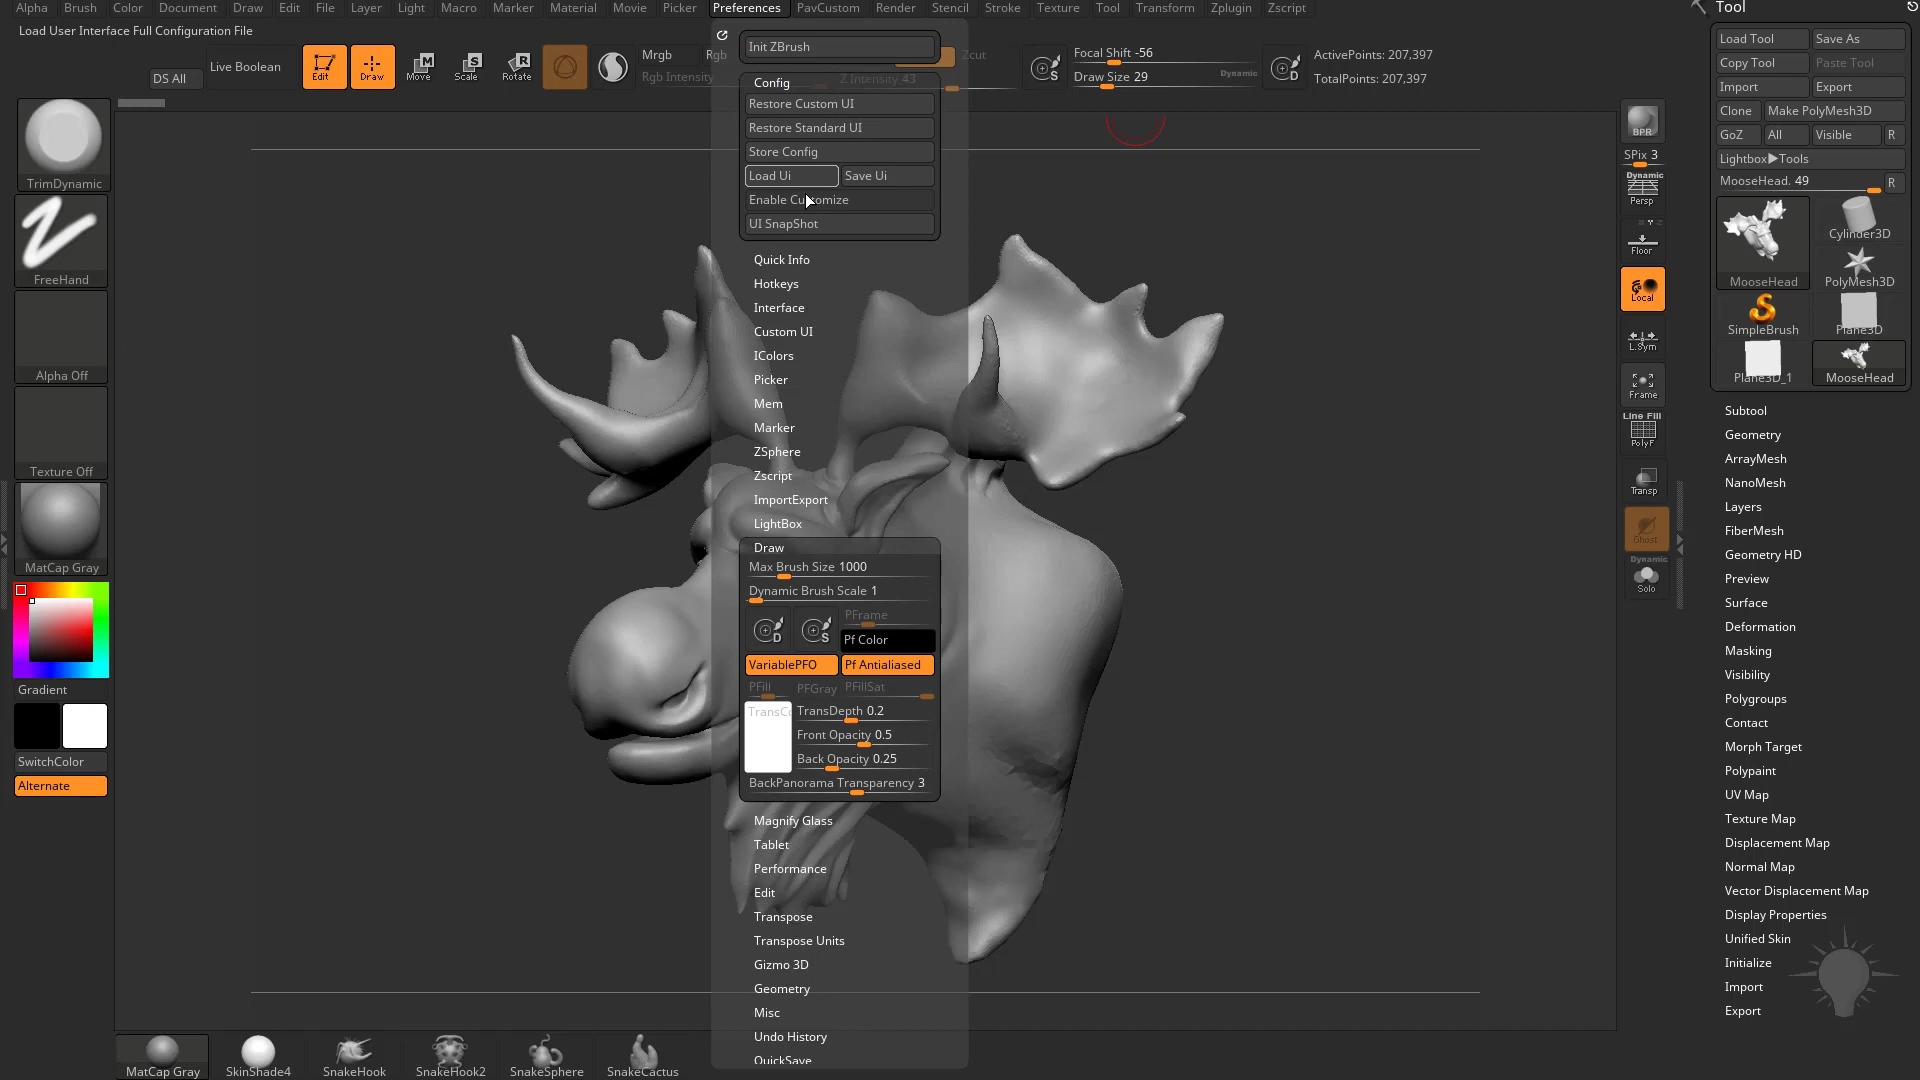 Alpha Brush Color Document Draw Edit File Layer Light Macro Marker Material Movie Picker Preferences PavCustom Render Stencil Stroke Texture Tool Transform Zplugin Zscript
Load User Interface Full Configuration File
DS All
Live Boolean
Edit
Draw
Move
Scale
Rotate
Mrgb
Rgb
Rgb Intensity
Zcut
Z Intensity 43
Focal Shift -56
Draw Size 29
Dynamic
ActivePoints: 207,397
TotalPoints: 207,397
TrimDynamic
FreeHand
Alpha Off
Texture Off
MatCap Gray
Gradient
SwitchColor
Alternate
Init ZBrush
Config
Restore Custom UI
Restore Standard UI
Store Config
Load Ui
Save Ui
Enable Customize
UI SnapShot
Quick Info
Hotkeys
Interface
Custom UI
IColors
Picker
Mem
Marker
ZSphere
Zscript
ImportExport
LightBox
Draw
Max Brush Size 1000
Dynamic Brush Scale 1
D
S
PFrame
Pf Color
VariablePFO
Pf Antialiased
PFill
PFGray
PFillSat
TransCo
TransDepth 0.2
Front Opacity 0.5
Back Opacity 0.25
BackPanorama Transparency 3
Magnify Glass
Tablet
Performance
Edit
Transpose
Transpose Units
Gizmo 3D
Geometry
Misc
Undo History
QuickSave
BPR
SPix 3
Dynamic
Persp
Floor
Local
L.Sym
Frame
Line Fill
PolyF
Transp
Ghost
Dynamic
Solo
Tool
Load Tool
Save As
Copy Tool
Paste Tool
Import
Export
Clone
Make PolyMesh3D
GoZ
All
Visible
R
Lightbox▶Tools
MooseHead. 49
R
MooseHead
Cylinder3D
PolyMesh3D
SimpleBrush
Plane3D
Plane3D_1
MooseHead
Subtool
Geometry
ArrayMesh
NanoMesh
Layers
FiberMesh
Geometry HD
Preview
Surface
Deformation
Masking
Visibility
Polygroups
Contact
Morph Target
Polypaint
UV Map
Texture Map
Displacement Map
Normal Map
Vector Displacement Map
Display Properties
Unified Skin
Initialize
Import
Export
MatCap Gray
SkinShade4
SnakeHook
SnakeHook2
SnakeSphere
SnakeCactus